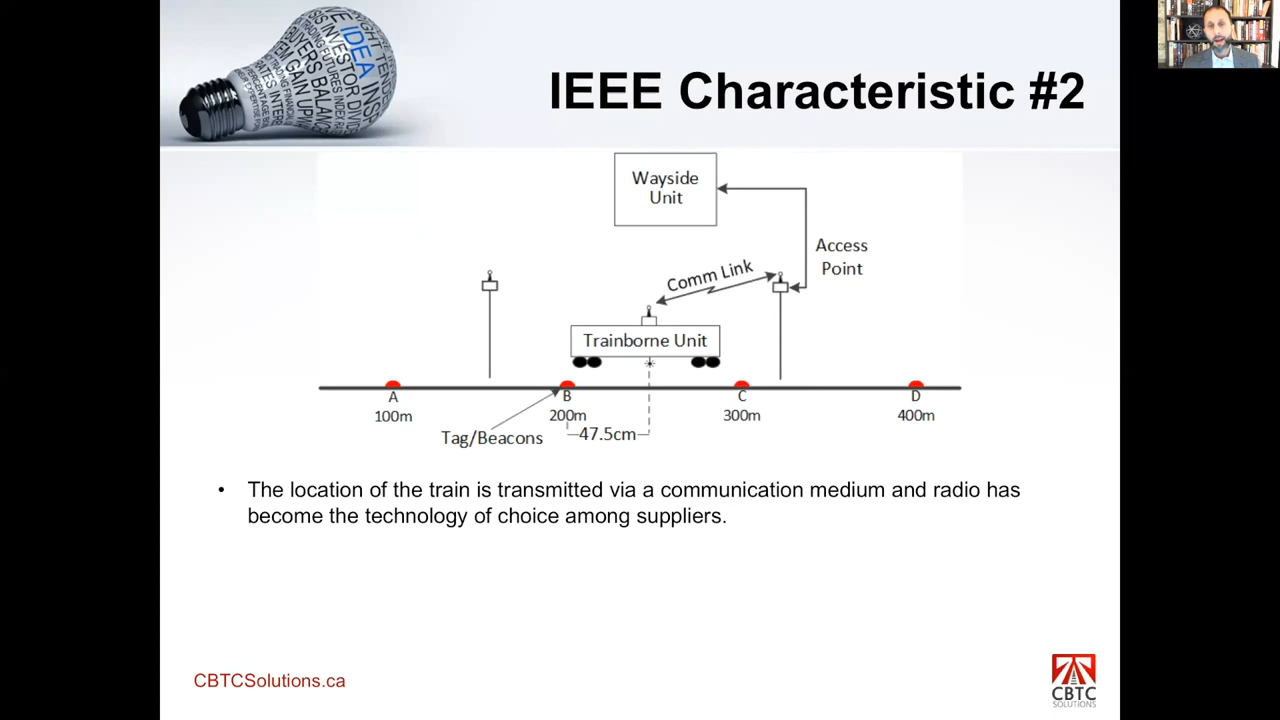 IDEA
IEEE Characteristic #2
Wayside
Unit
Access
Point
Comm Link
Trainborne Unit
A
B
C
D
100m
200m
300m
400m
Tag/Beacons
47.5cm
• The location of the train is transmitted via a communication medium and radio has
become the technology of choice among suppliers.
CBTCSolutions.ca
CBTC
SOLUTIONS